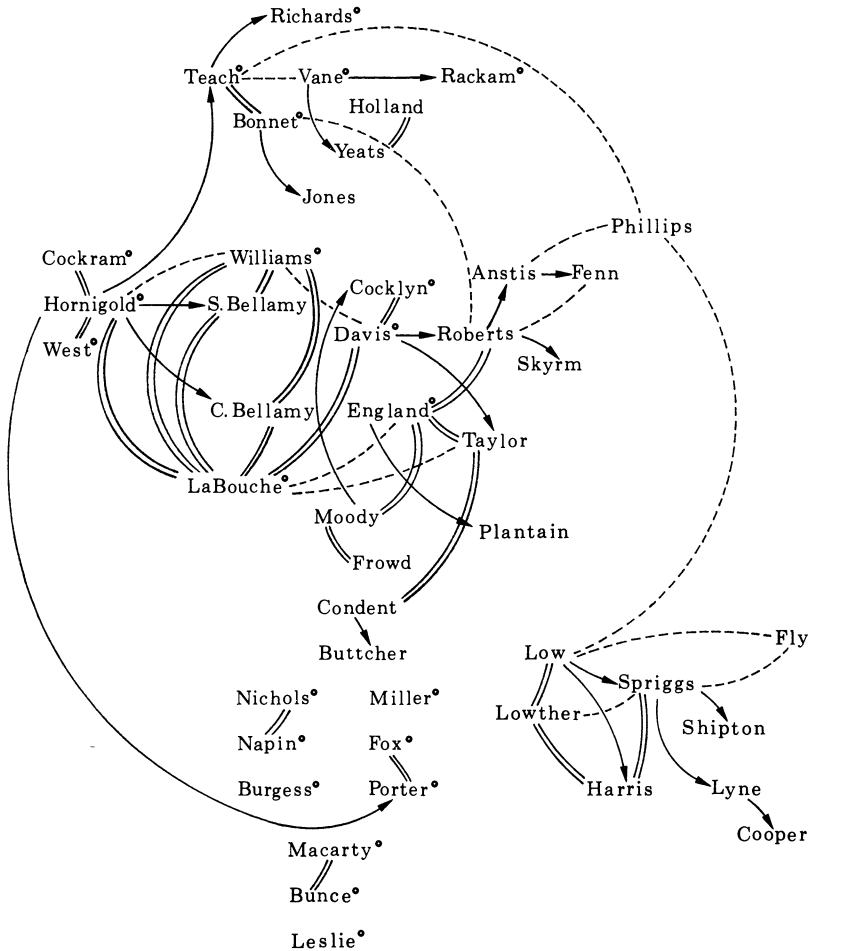 Richards°
Teach° Vane° Rackam°
Holland
Bonnet°
Yeats
Jones
Phillips
Cockram° Williams°
Anstis Fenn
Cocklyn°
Hornigold° S. Bellamy
Davis° Roberts
West°
Skyrm
C. Bellamy England°
Taylor
LaBouche°
Moody
Plantain
Frowd
Condent
Fly
Buttcher Low
Spriggs
Nichols° Miller°
Lowther
Shipton
Napin° Fox°
Burgess° Porter° Harris Lyne
Cooper
Macarty°
Bunce°
Leslie°